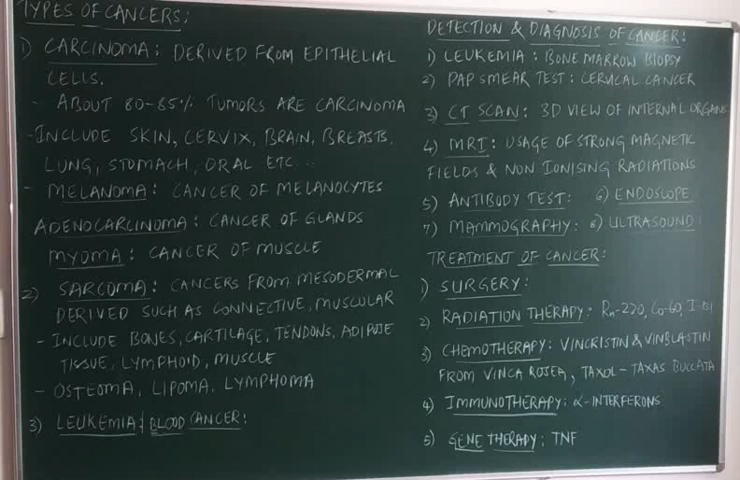 TYPES OF CANCERS:
1) CARCINOMA: DERIVED FROM EPITHELIAL
CELLS.
- ABOUT 80-85% TUMORS ARE CARCINOMA
- INCLUDE SKIN, CERVIX, BRAIN, BREASTS,
LUNG, STOMACH, ORAL ETC...
- MELANOMA: CANCER OF MELANOCYTES
ADENOCARCINOMA: CANCER OF GLANDS
MYOMA: CANCER OF MUSCLE
2) SARCOMA: CANCERS FROM MESODERMAL
DERIVED SUCH AS CONNECTIVE, MUSCULAR
- INCLUDE BONES, CARTILAGE, TENDONS, ADIPOSE
TISSUE, LYMPHOID, MUSCLE
- OSTEOMA, LIPOMA, LYMPHOMA
3) LEUKEMIA / BLOOD CANCER:
DETECTION & DIAGNOSIS OF CANCER:
1) LEUKEMIA: BONE MARROW BIOPSY
2) PAP SMEAR TEST: CERVICAL CANCER
3) CT SCAN: 3D VIEW OF INTERNAL ORGANS
4) MRI: USAGE OF STRONG MAGNETIC
FIELDS & NON IONISING RADIATIONS
5) ANTIBODY TEST: 6) ENDOSCOPE
7) MAMMOGRAPHY: 8) ULTRASOUND:
TREATMENT OF CANCER:
1) SURGERY:
2) RADIATION THERAPY: Rn-220, Co-60, I-131
3) CHEMOTHERAPY: VINCRISTIN & VINBLASTIN
FROM VINCA ROSEA, TAXOL - TAXAS BUCCATA
4) IMMUNOTHERAPY: α-INTERFERONS
5) GENE THERAPY: TNF